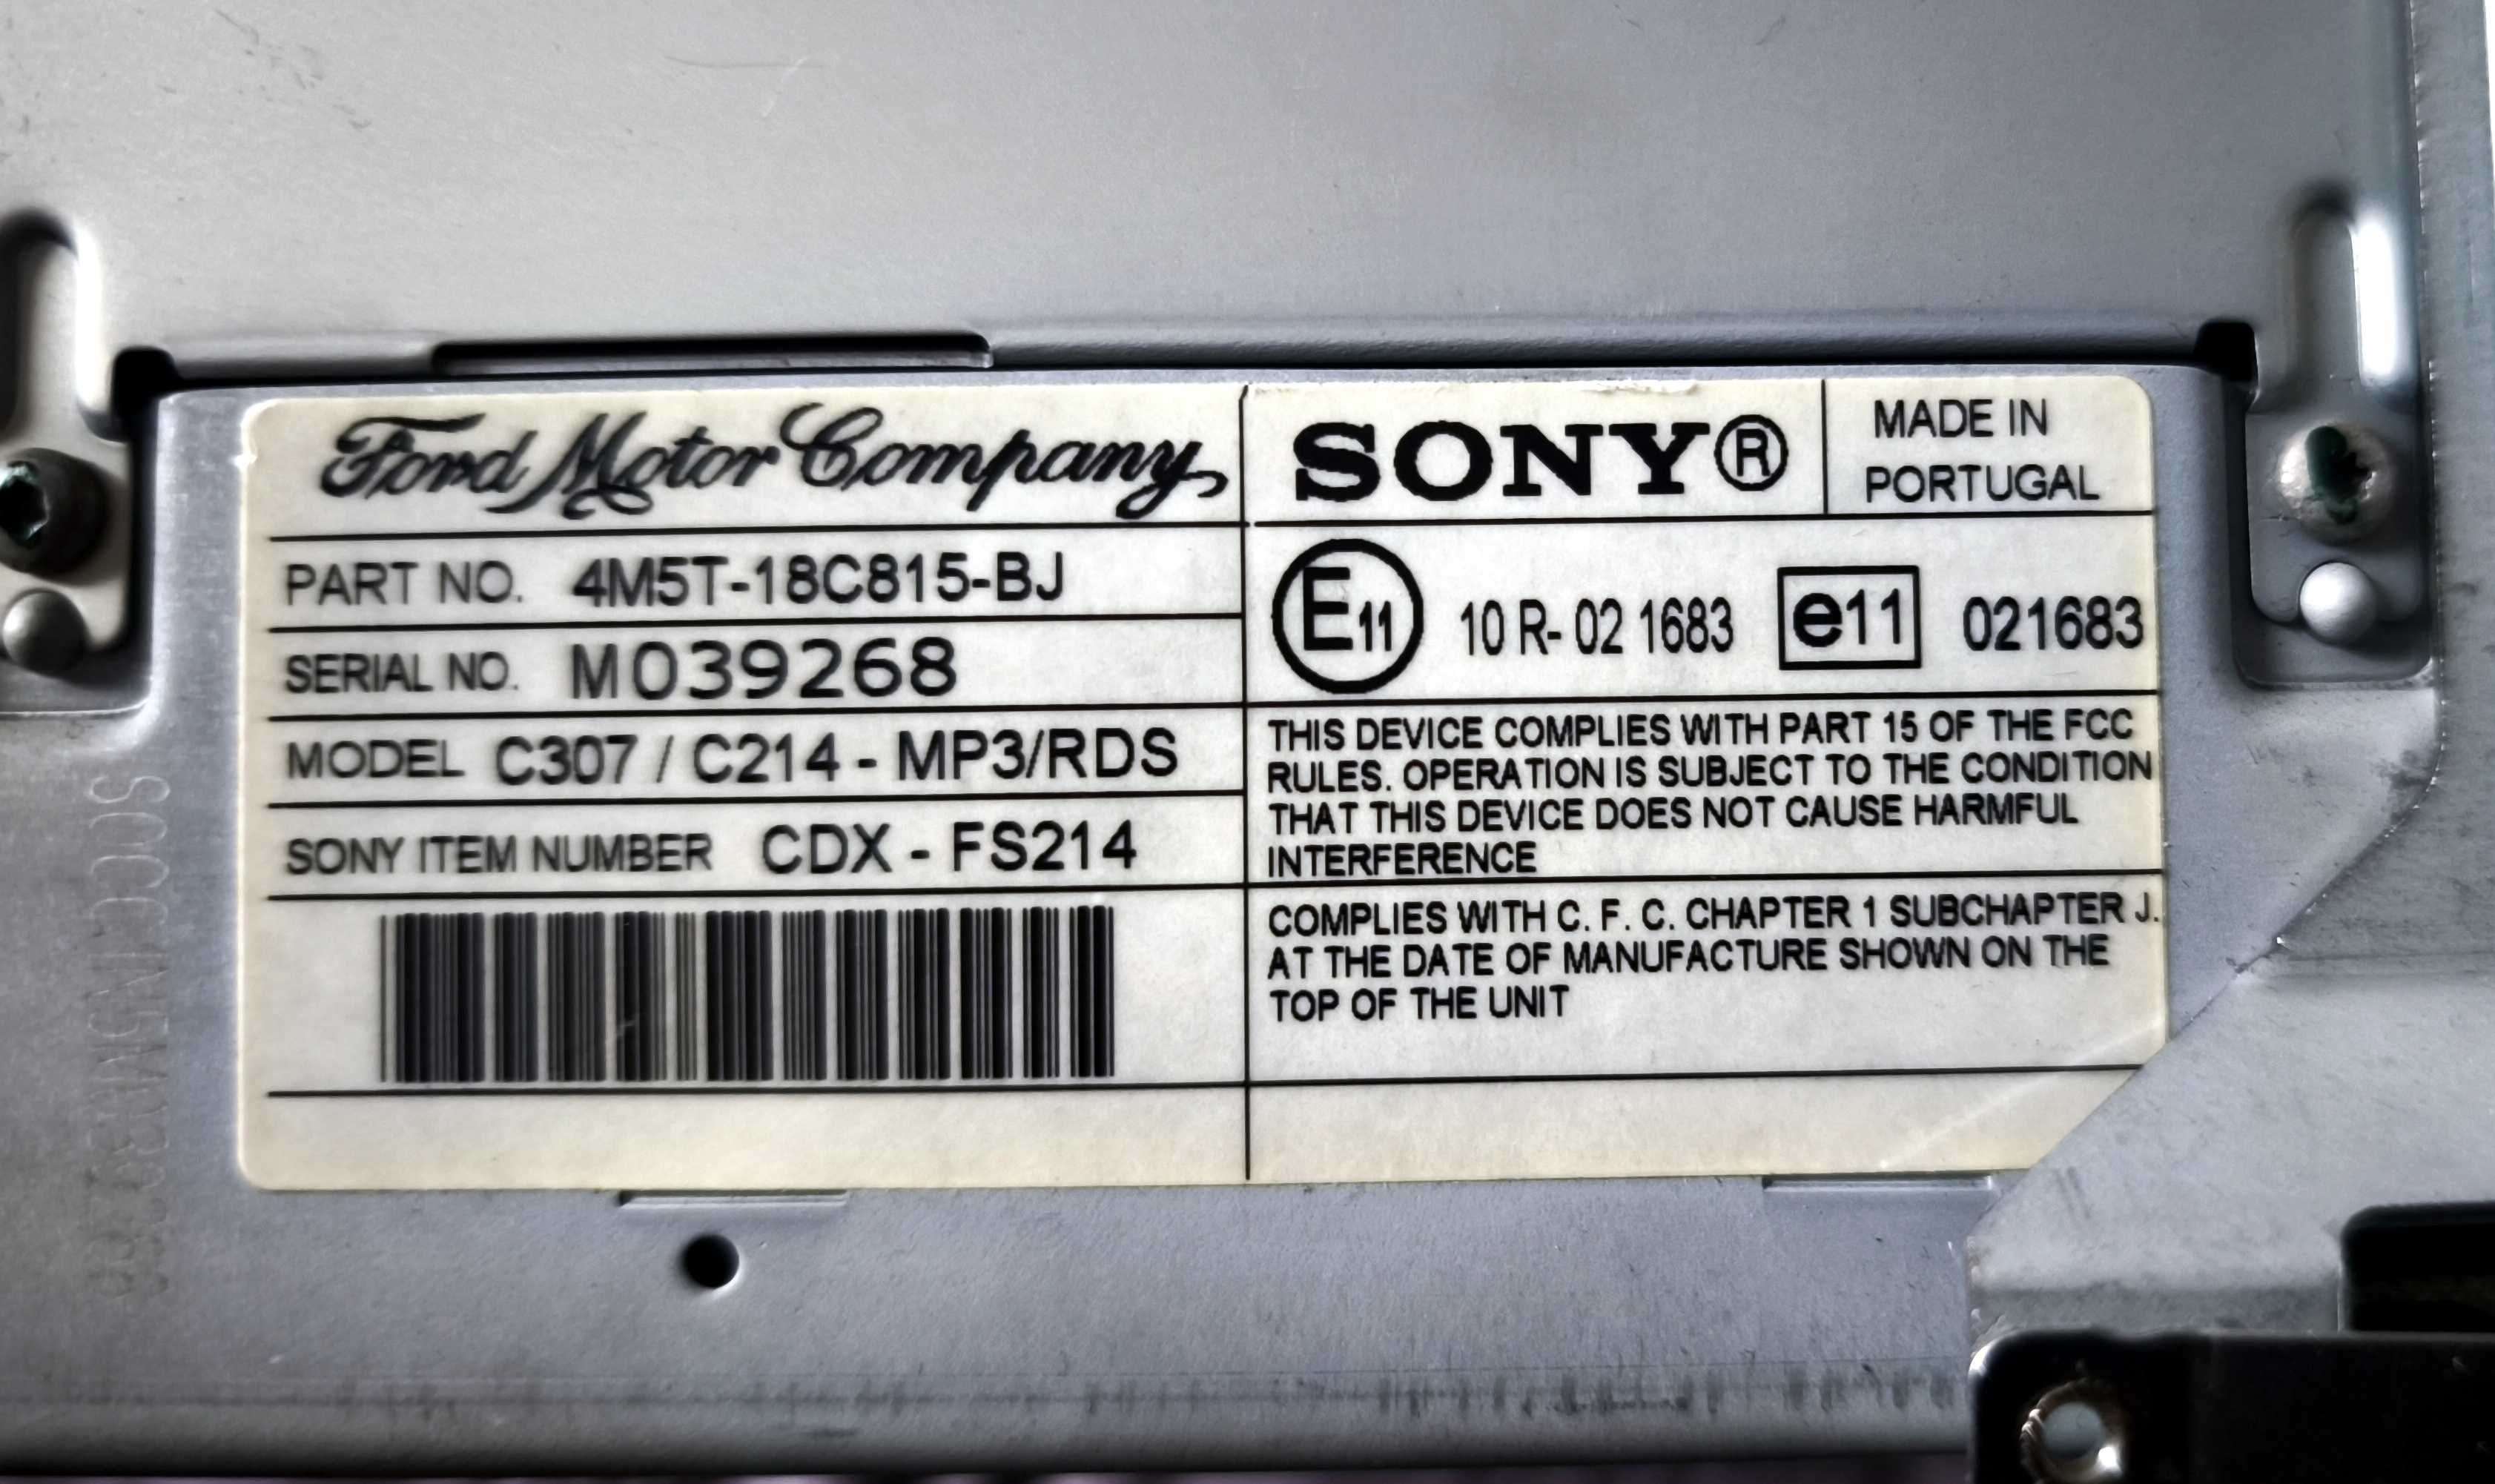 Ford Motor Company
PART NO. 4M5T-18C815-BJ
SERIAL NO. M039268
MODEL C307 / C214 - MP3/RDS
SONY ITEM NUMBER CDX - FS214
SONY®
MADE IN
PORTUGAL
E11 10 R- 02 1683 e11 021683
THIS DEVICE COMPLIES WITH PART 15 OF THE FCC
RULES. OPERATION IS SUBJECT TO THE CONDITION
THAT THIS DEVICE DOES NOT CAUSE HARMFUL
INTERFERENCE
COMPLIES WITH C. F. C. CHAPTER 1 SUBCHAPTER J.
AT THE DATE OF MANUFACTURE SHOWN ON THE
TOP OF THE UNIT